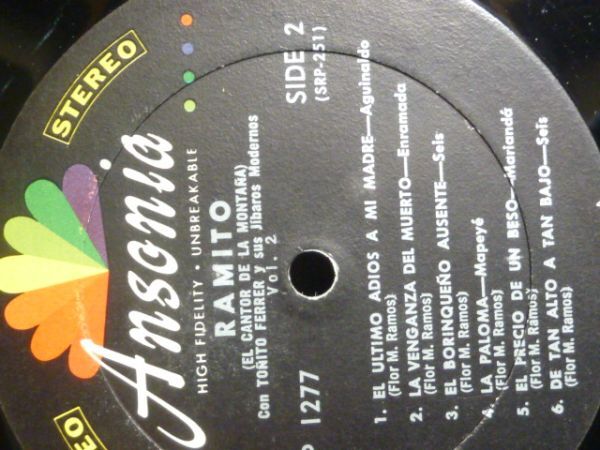 STEREO
Ansonia
HIGH FIDELITY • UNBREAKABLE
RAMITO
(EL CANTOR DE LA MONTAÑA)
Con TOÑITO FERRER y sus Jíbaros Modernos
Vol. 2
SIDE 2
(SRP-251)
P 1277
1. EL ULTIMO ADIOS A MI MADRE—Aguinaldo
(Flor M. Ramos)
2. LA VENGANZA DEL MUERTO—Enramada
(Flor M. Ramos)
3. EL BORINQUEÑO AUSENTE—Seis
(Flor M. Ramos)
4. LA PALOMA—Mapeyé
(Flor M. Ramos)
5. EL PRECIO DE UN BESO—Mariandá
(Flor M. Ramos)
6. DE TAN ALTO A TAN BAJO—Seis
(Flor M. Ramos)
EO